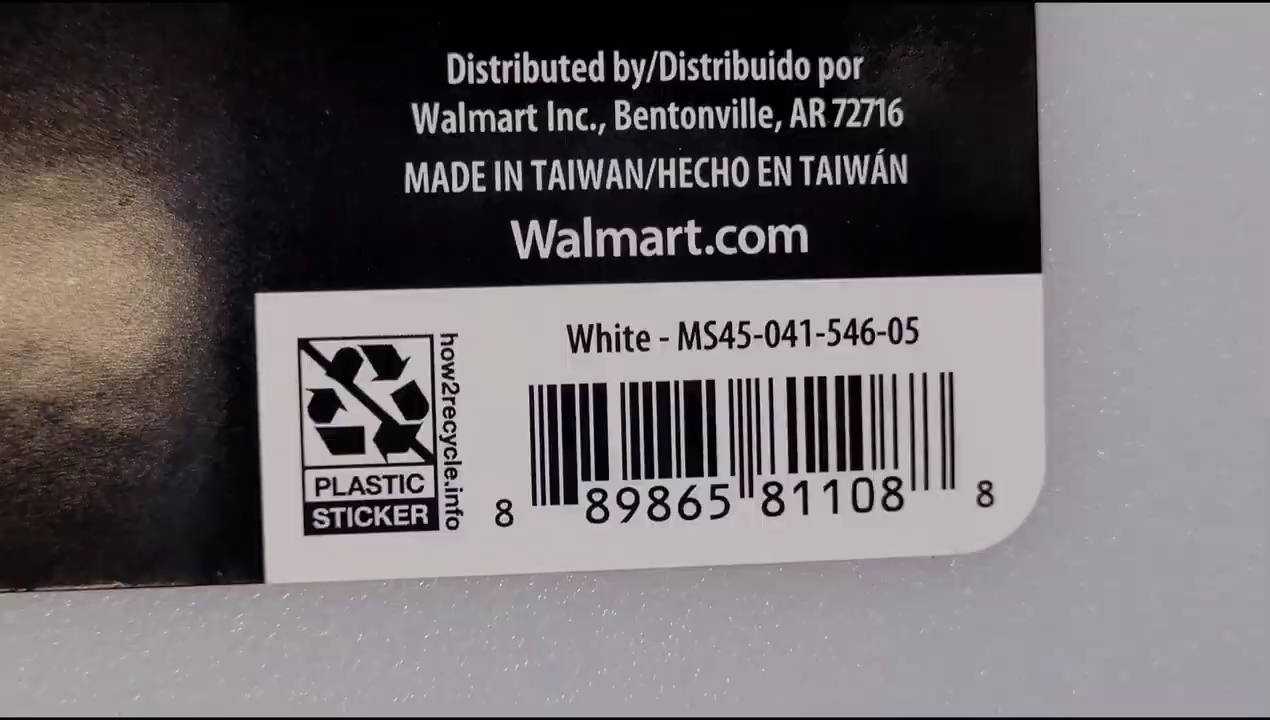 Distributed by/Distribuido por
Walmart Inc., Bentonville, AR 72716
MADE IN TAIWAN/HECHO EN TAIWÁN
Walmart.com
White - MS45-041-546-05
how2recycle.info
PLASTIC
STICKER
8 89865 81108 8